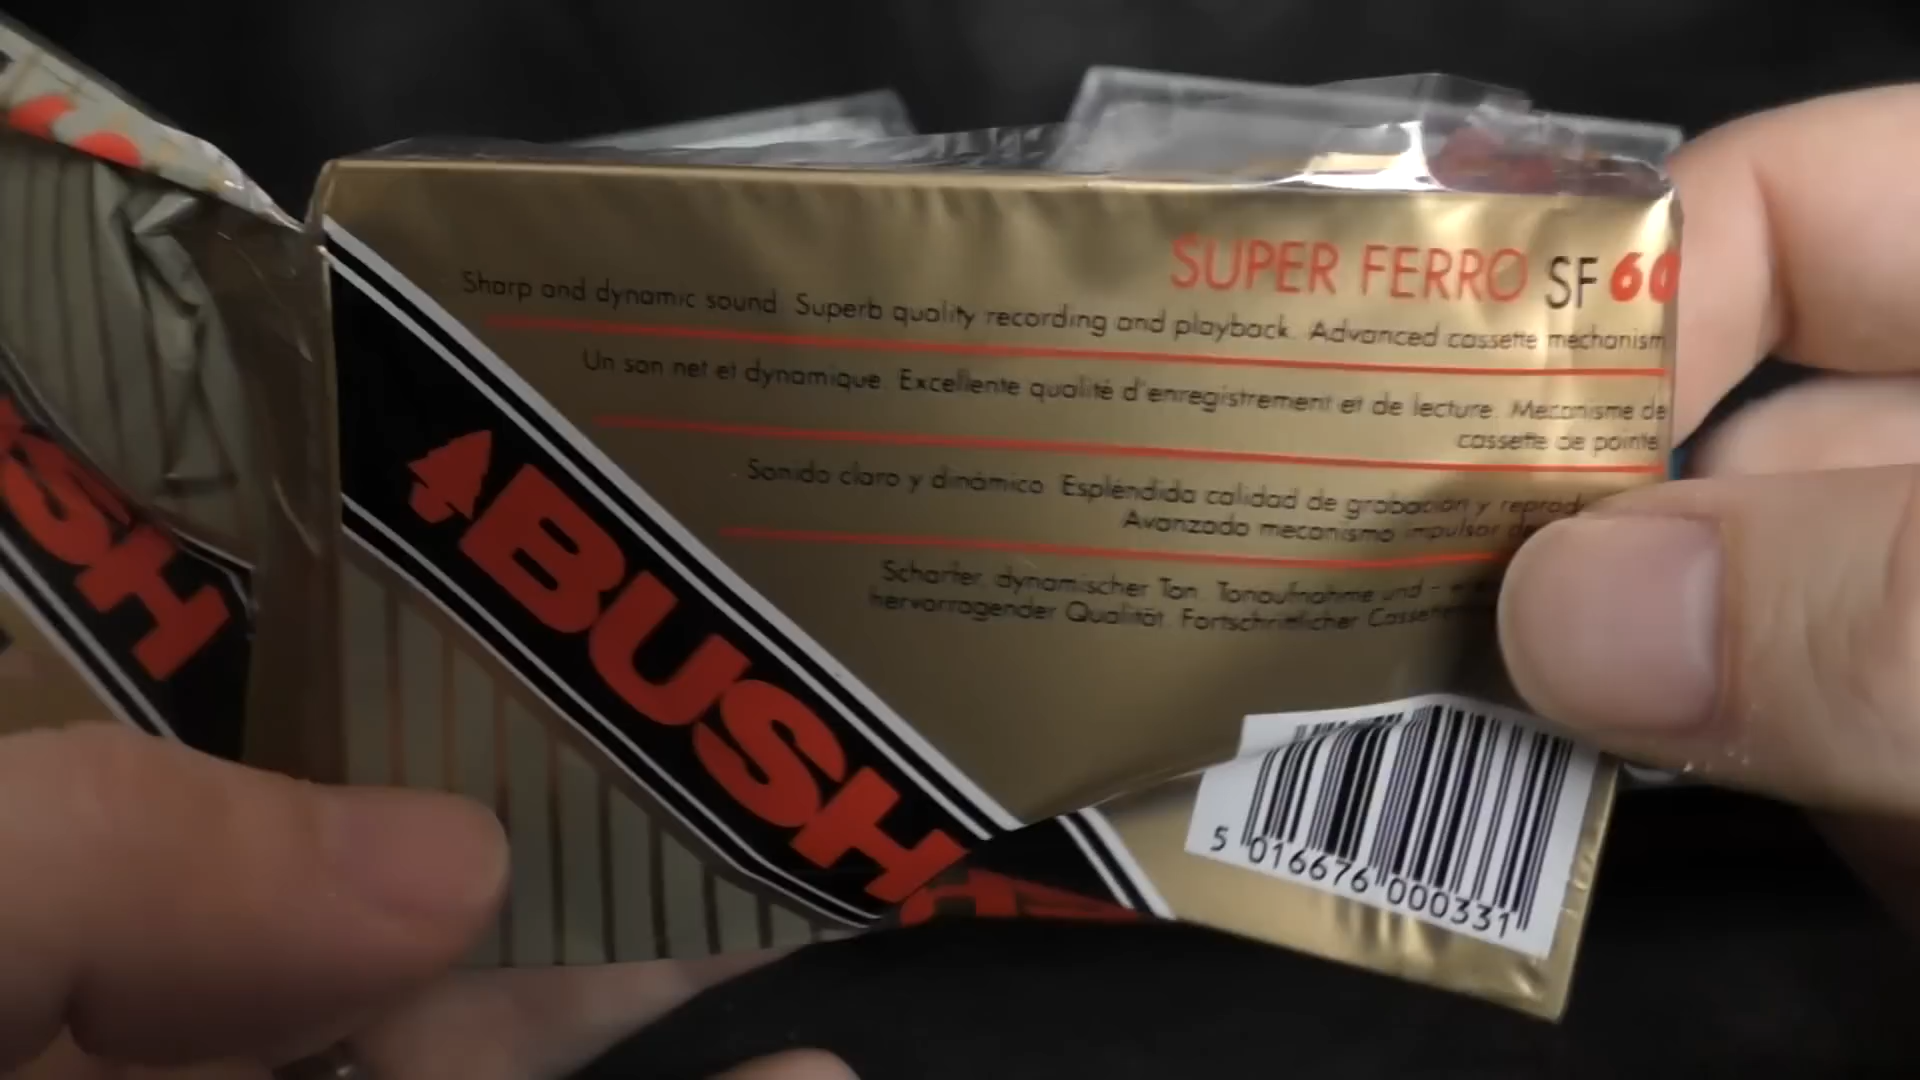 SUPER FERRO SF 60
Sharp and dynamic sound. Superb quality recording and playback. Advanced cassette mechanism
Un son net et dynamique. Excellente qualité d'enregistrement et de lecture. Mecanisme de
cassette de pointe
Sonido claro y dinámico. Espléndida calidad de grabación y
Avanzado mecanismo impulsor
Scharfer, dynamischer Ton. Tonaufnahme und -
hervorragender Qualität. Fortschrittlicher
BUSH
5 016676 000331